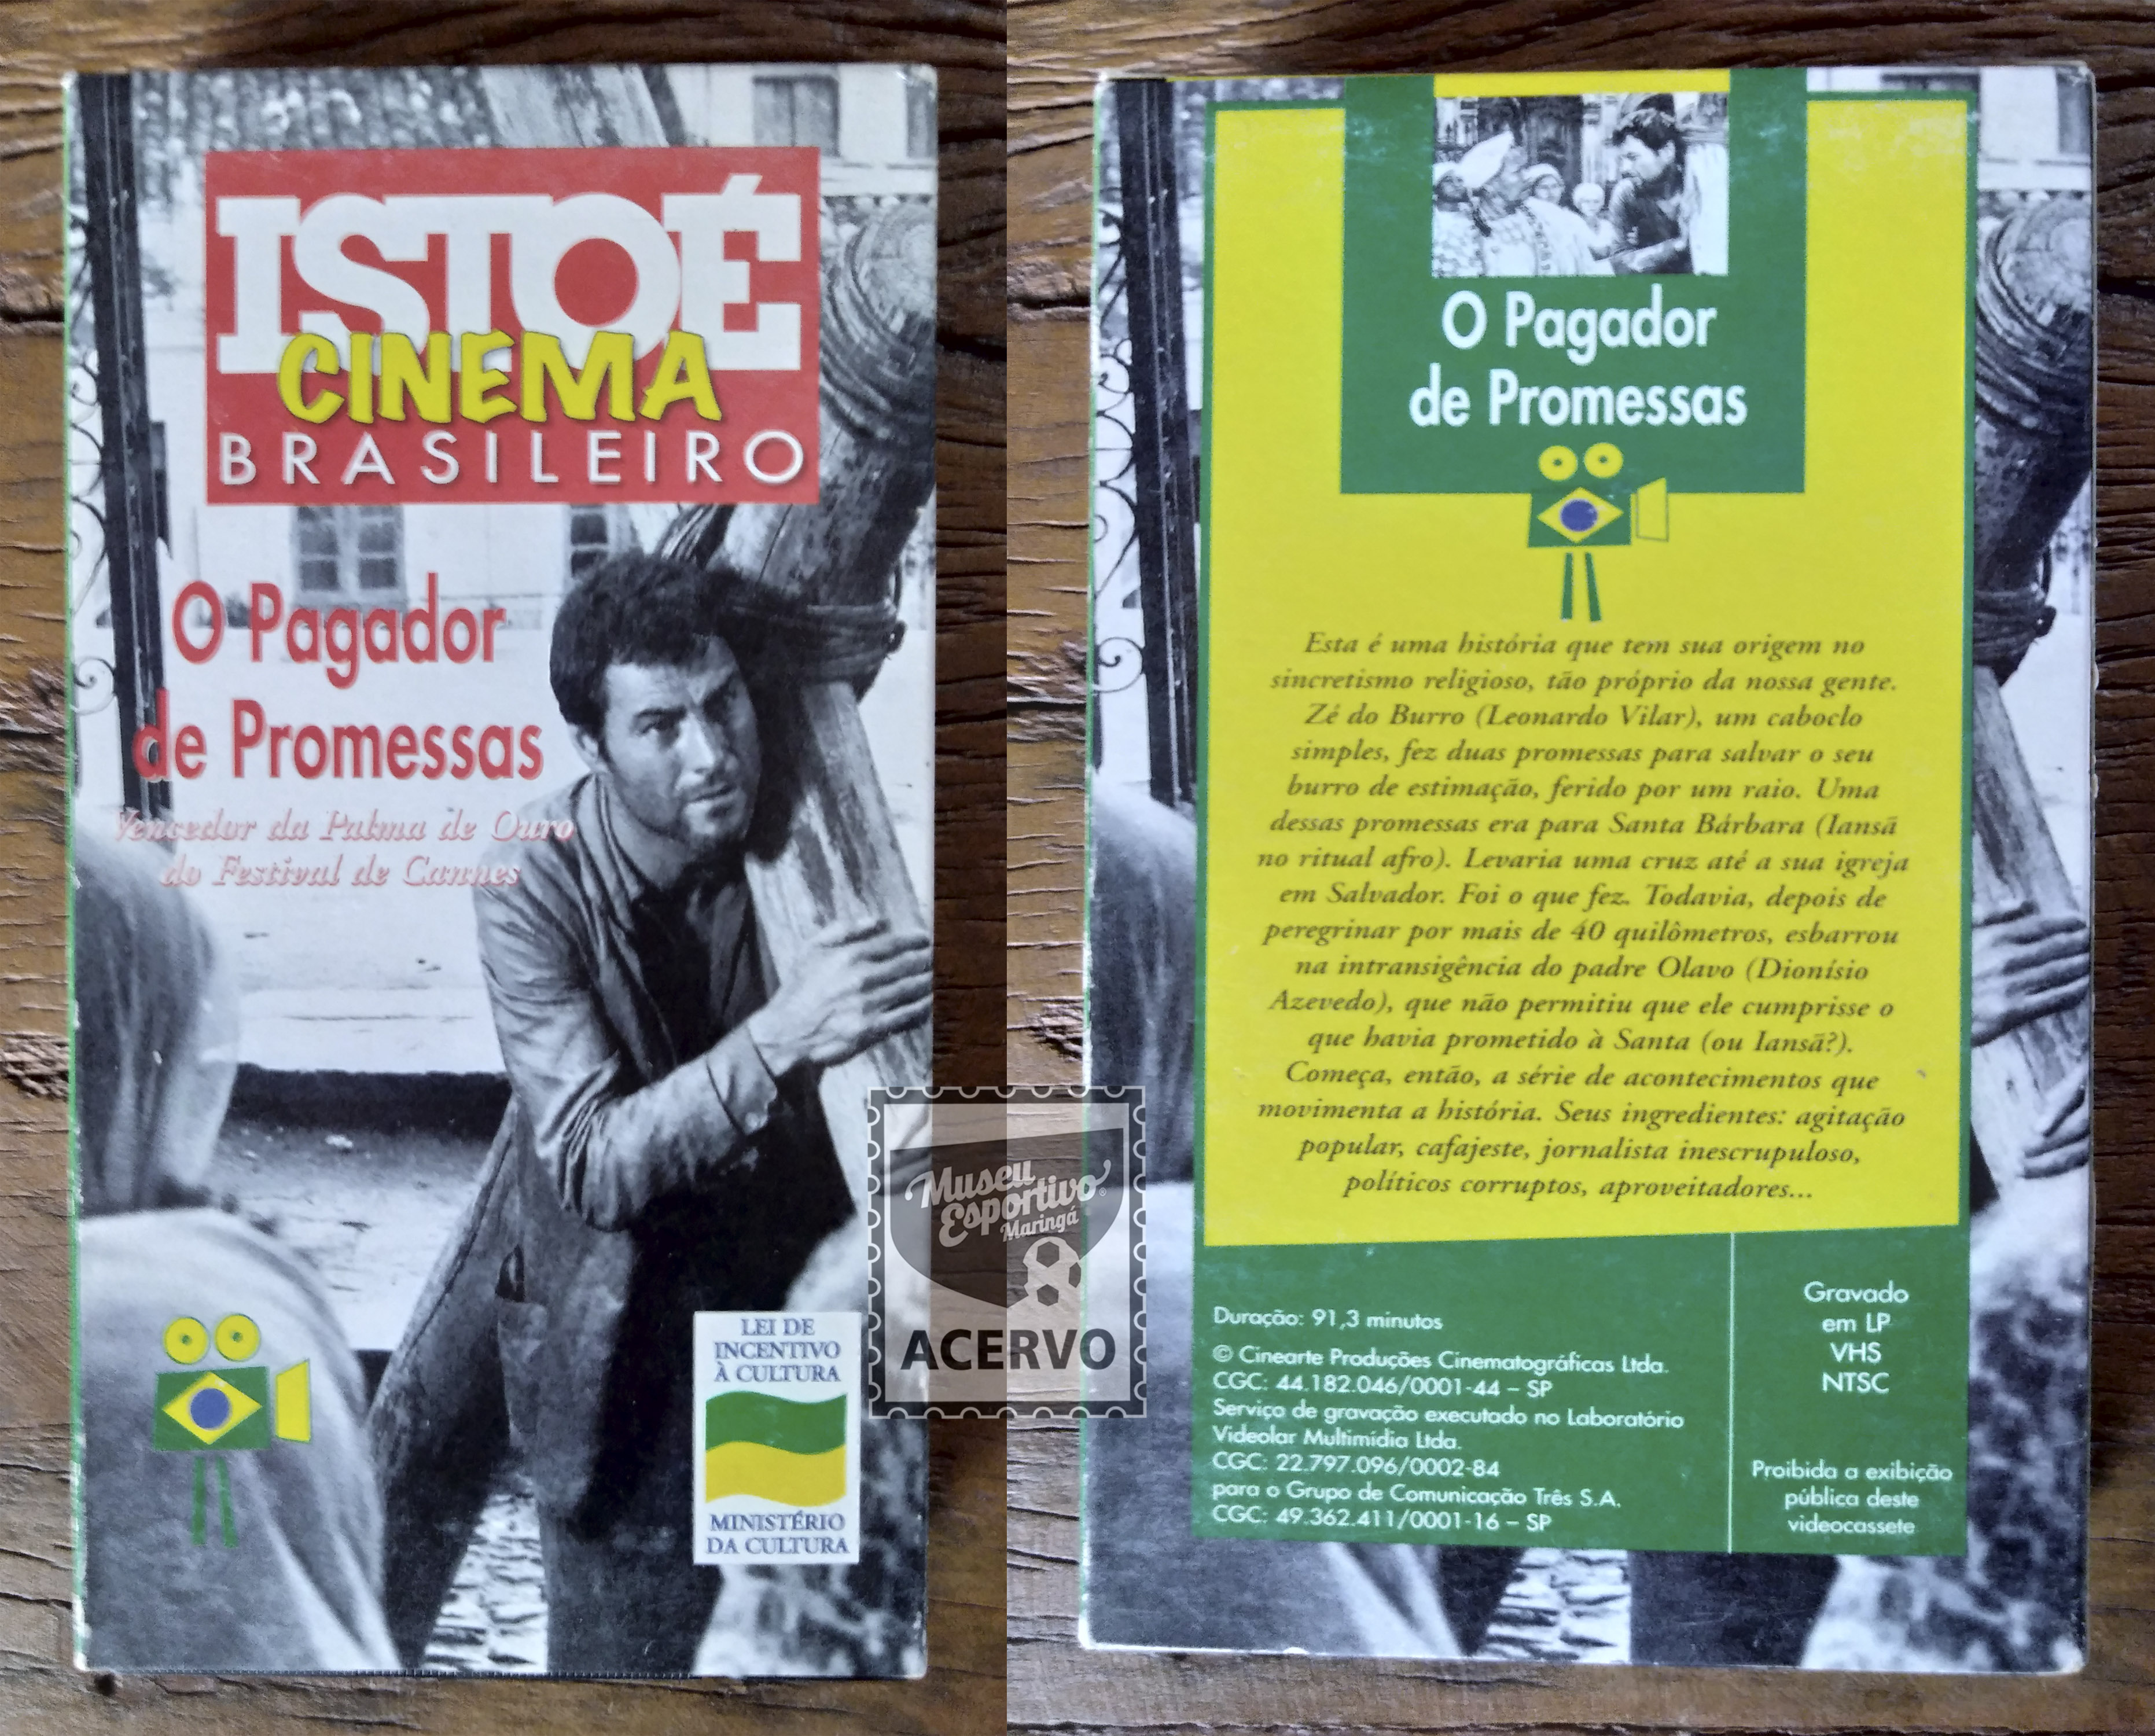 ISTOÉ
CINEMA
BRASILEIRO
O Pagador
de Promessas
Vencedor da Palma de Ouro
do Festival de Cannes
LEI DE
INCENTIVO
À CULTURA
MINISTÉRIO
DA CULTURA
Museu
Esportivo®
Maringá
ACERVO
O Pagador
de Promessas
Esta é uma história que tem sua origem no
sincretismo religioso, tão próprio da nossa gente.
Zé do Burro (Leonardo Vilar), um caboclo
simples, fez duas promessas para salvar o seu
burro de estimação, ferido por um raio. Uma
dessas promessas era para Santa Bárbara (Iansã
no ritual afro). Levaria uma cruz até a sua igreja
em Salvador. Foi o que fez. Todavia, depois de
peregrinar por mais de 40 quilômetros, esbarrou
na intransigência do padre Olavo (Dionísio
Azevedo), que não permitiu que ele cumprisse o
que havia prometido à Santa (ou Iansã?).
Começa, então, a série de acontecimentos que
movimenta a história. Seus ingredientes: agitação
popular, cafajeste, jornalista inescrupuloso,
políticos corruptos, aproveitadores...
Duração: 91,3 minutos
© Cinearte Produções Cinematográficas Ltda.
CGC: 44.182.046/0001-44 – SP
Serviço de gravação executado no Laboratório
Videolar Multimídia Ltda.
CGC: 22.797.096/0002-84
para o Grupo de Comunicação Três S.A.
CGC: 49.362.411/0001-16 – SP
Gravado
em LP
VHS
NTSC
Proibida a exibição
pública deste
videocassete